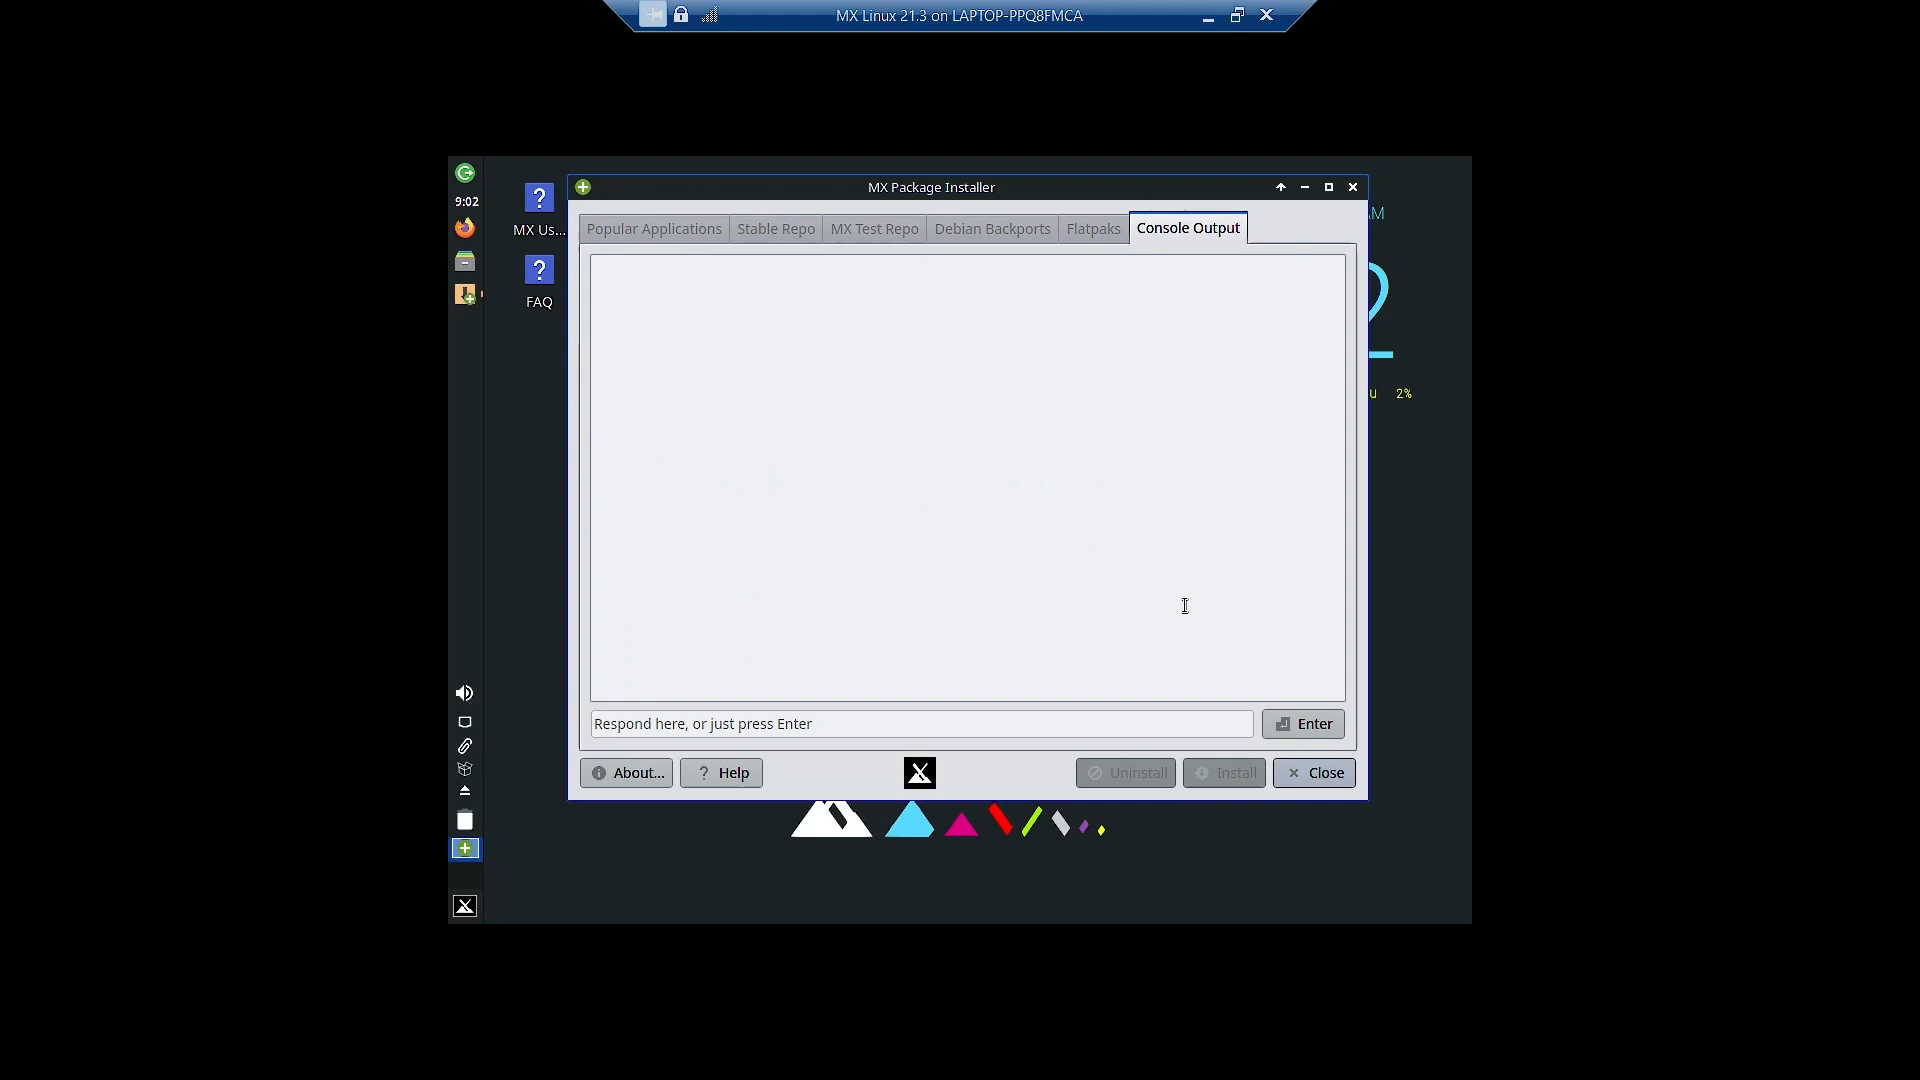 MX Linux 21.3 on LAPTOP-PPQ8FMCA
9:02
MX Us...
FAQ
MX Package Installer
Popular Applications
Stable Repo
MX Test Repo
Debian Backports
Flatpaks
Console Output
M
2
U 2%
Respond here, or just press Enter
Enter
About...
? Help
Uninstall
Install
Close